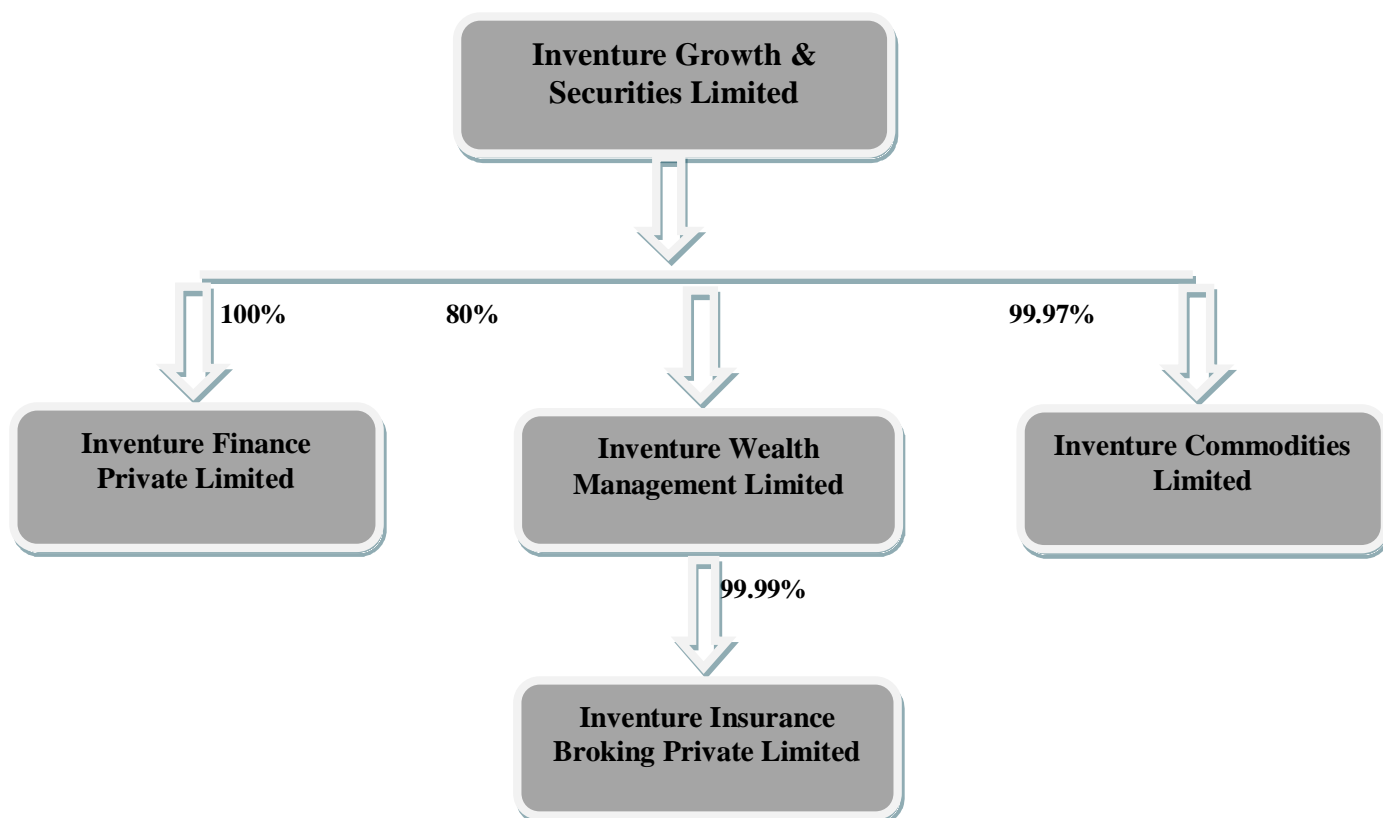 Inventure Growth &
Securities Limited
100%
80%
99.97%
Inventure Finance
Private Limited
Inventure Wealth
Management Limited
Inventure Commodities
Limited
99.99%
Inventure Insurance
Broking Private Limited